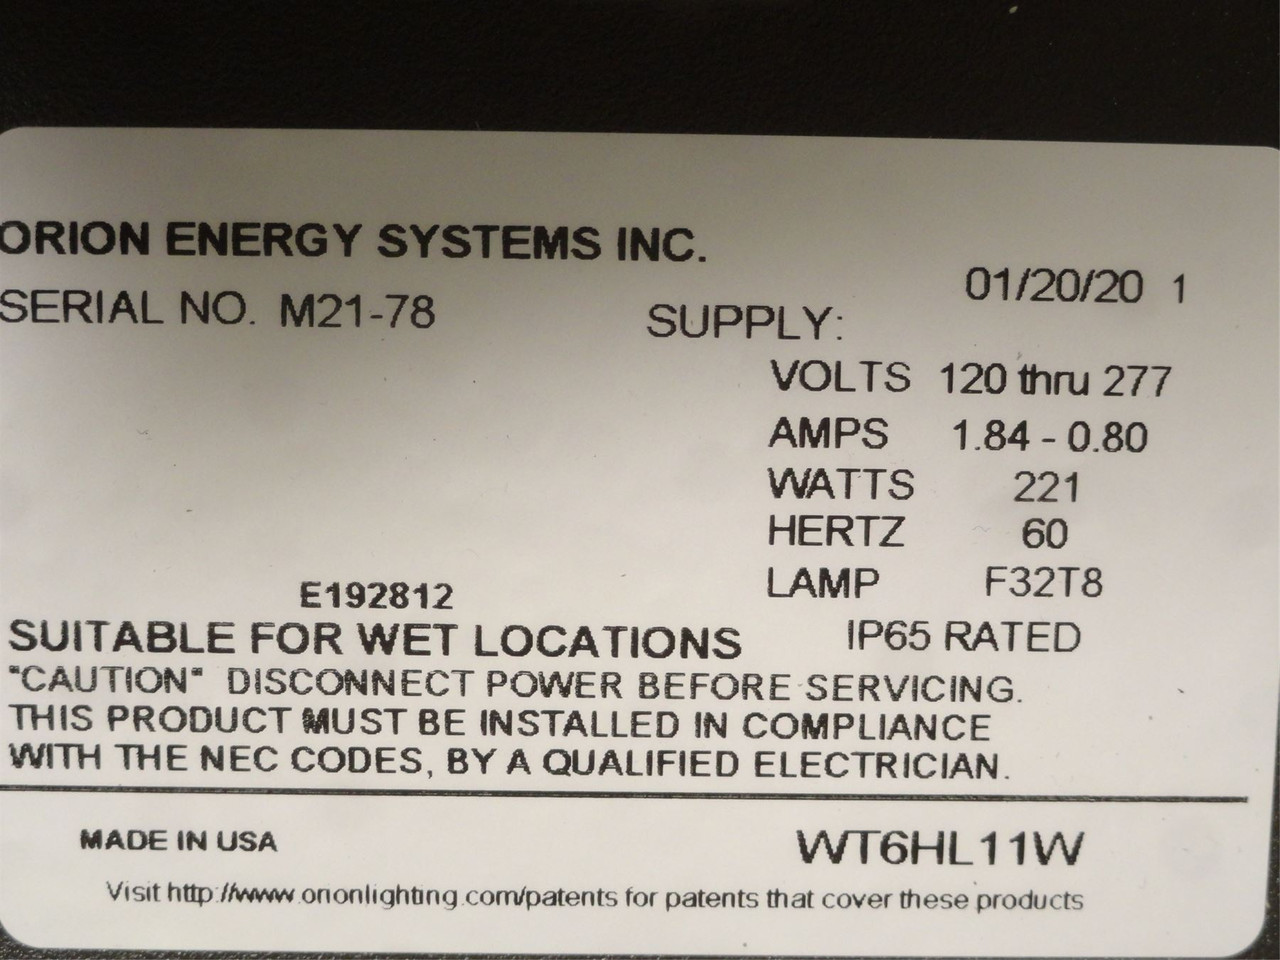 ORION ENERGY SYSTEMS INC.
01/20/20 1
SERIAL NO. M21-78
SUPPLY:
VOLTS 120 thru 277
AMPS 1.84 - 0.80
WATTS 221
HERTZ 60
LAMP F32T8
E192812
SUITABLE FOR WET LOCATIONS IP65 RATED
"CAUTION" DISCONNECT POWER BEFORE SERVICING.
THIS PRODUCT MUST BE INSTALLED IN COMPLIANCE
WITH THE NEC CODES, BY A QUALIFIED ELECTRICIAN.
MADE IN USA WT6HL11W
Visit http://www.orionlighting.com/patents for patents that cover these products